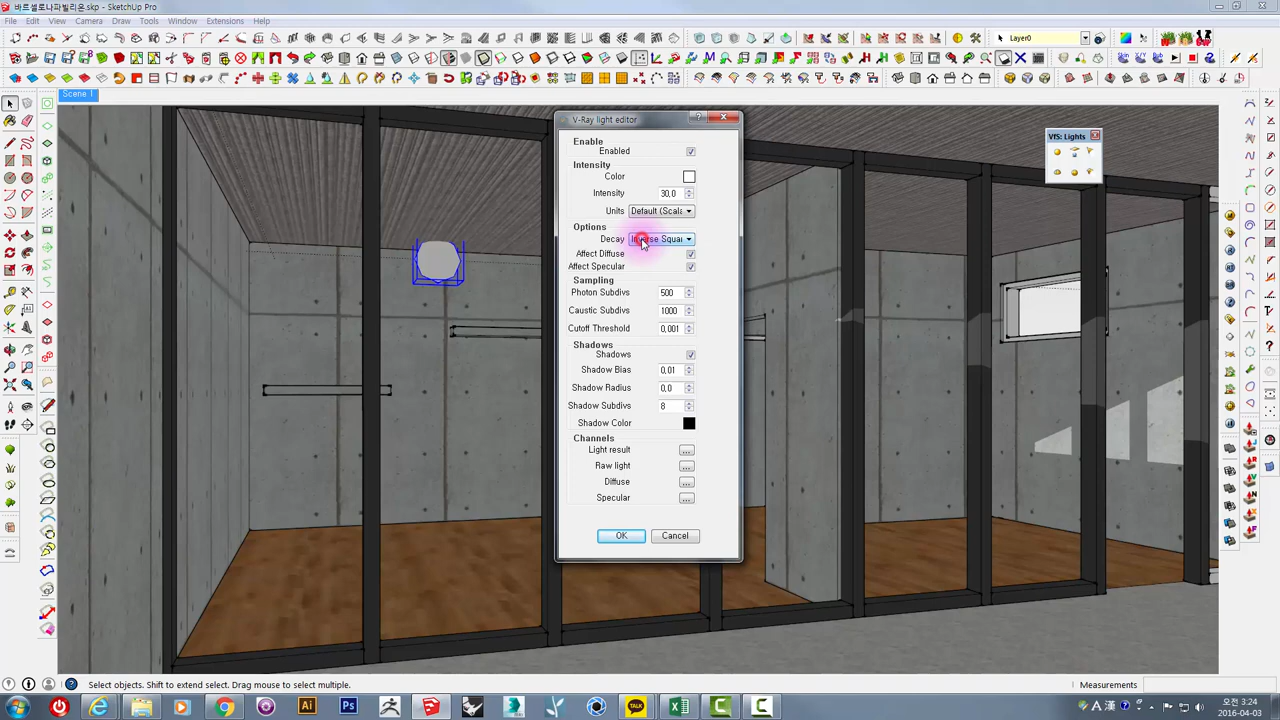 바르셀로나파빌리온.skp - SketchUp Pro
File Edit View Camera Draw Tools Window Extensions Help
Layer0
Scene 1
V-Ray light editor
VfS: Lights
Enable
Enabled
Intensity
Color
Intensity 30,0
Units Default (Scala
Options
Decay Inverse Squar
Affect Diffuse
Affect Specular
Sampling
Photon Subdivs 500
Caustic Subdivs 1000
Cutoff Threshold 0,001
Shadows
Shadows
Shadow Bias 0,01
Shadow Radius 0,0
Shadow Subdivs 8
Shadow Color
Channels
Light result ...
Raw light ...
Diffuse ...
Specular ...
OK Cancel
Select objects. Shift to extend select. Drag mouse to select multiple.
Measurements
Ai
Ps
TALK
오전 3:24
2016-04-03